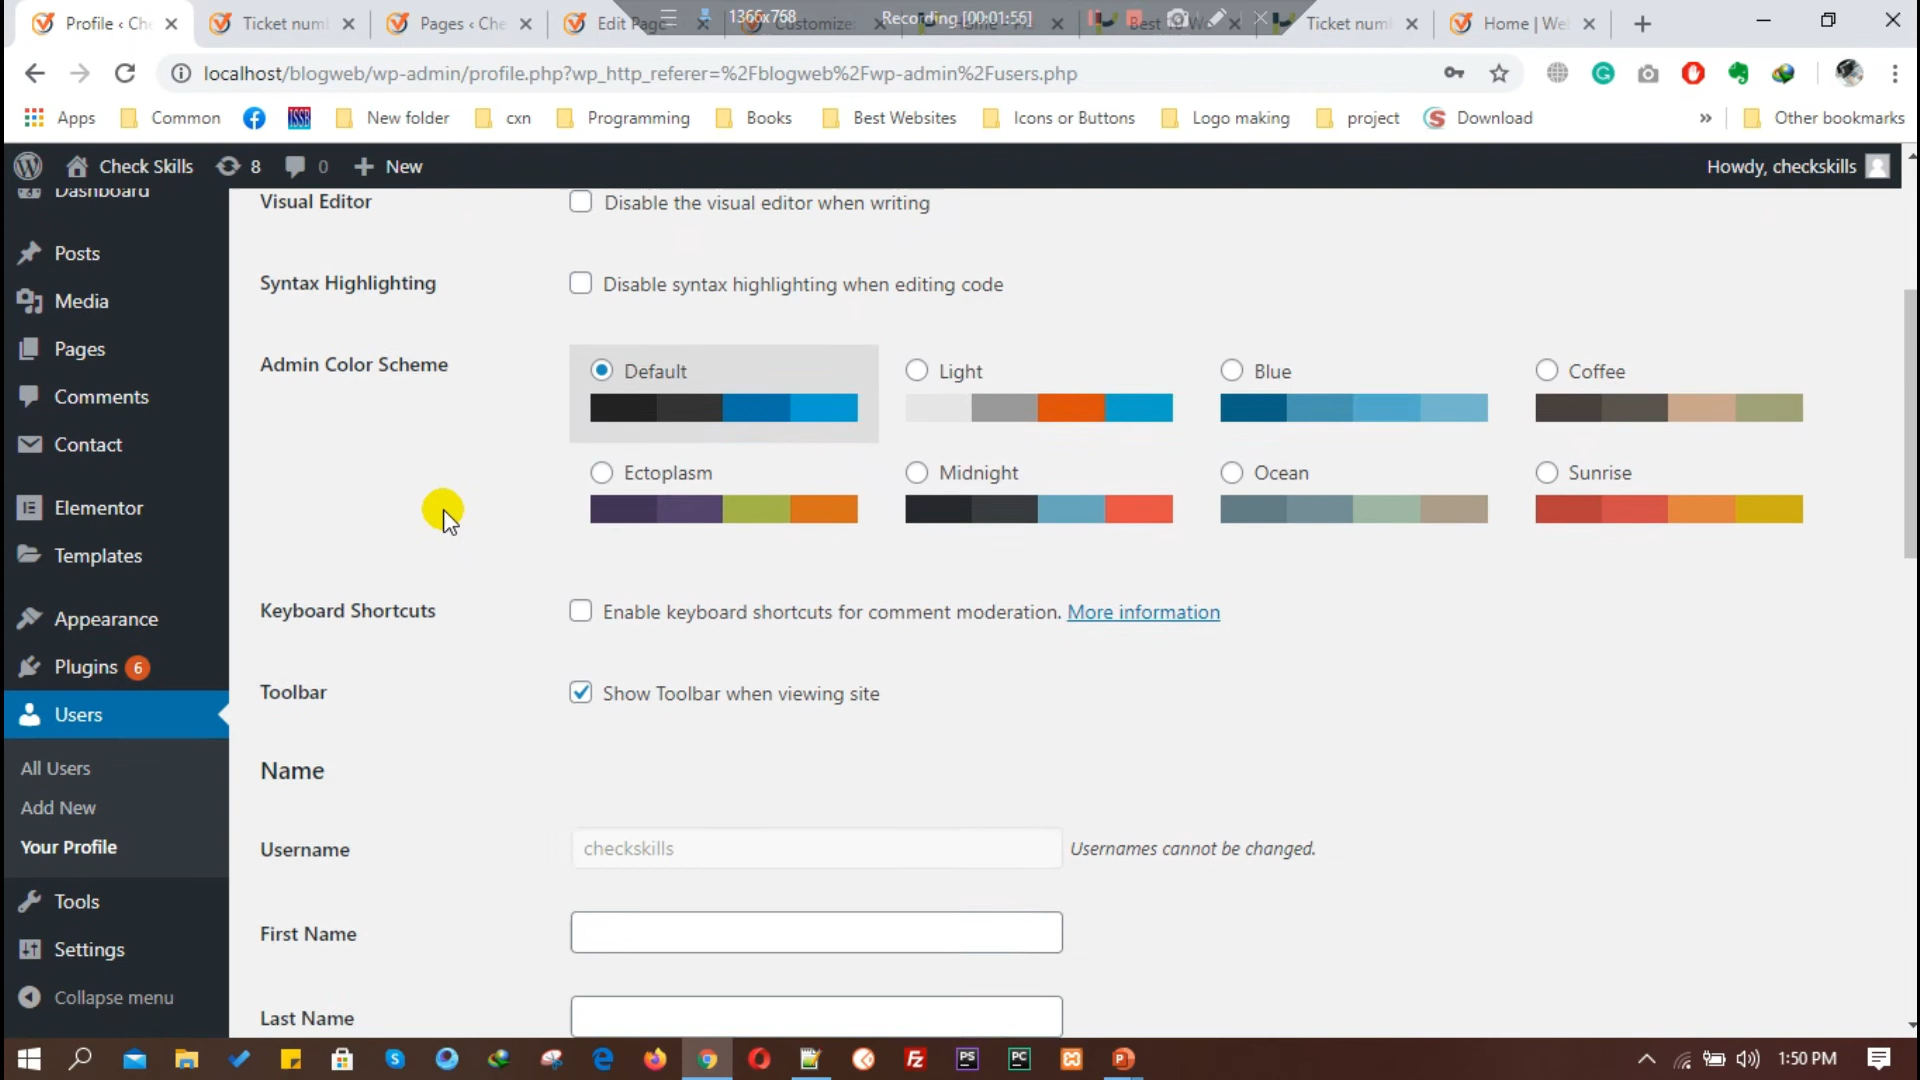 Profile ‹ Ch
Ticket num
Pages ‹ Che
Edit Page
Customize:
1366x768
Recording [00:01:56]
Ticket num
Home | We
localhost/blogweb/wp-admin/profile.php?wp_http_referer=%2Fblogweb%2Fwp-admin%2Fusers.php
Apps
Common
ISSB
New folder
cxn
Programming
Books
Best Websites
Icons or Buttons
Logo making
project
Download
»
Other bookmarks
Check Skills
8
0
New
Howdy, checkskills
Dashboard
Posts
Media
Pages
Comments
Contact
Elementor
Templates
Appearance
Plugins 6
Users
All Users
Add New
Your Profile
Tools
Settings
Collapse menu
Visual Editor
Disable the visual editor when writing
Syntax Highlighting
Disable syntax highlighting when editing code
Admin Color Scheme
Default
Light
Blue
Coffee
Ectoplasm
Midnight
Ocean
Sunrise
Keyboard Shortcuts
Enable keyboard shortcuts for comment moderation. More information
Toolbar
Show Toolbar when viewing site
Name
Username
checkskills
Usernames cannot be changed.
First Name
Last Name
1:50 PM